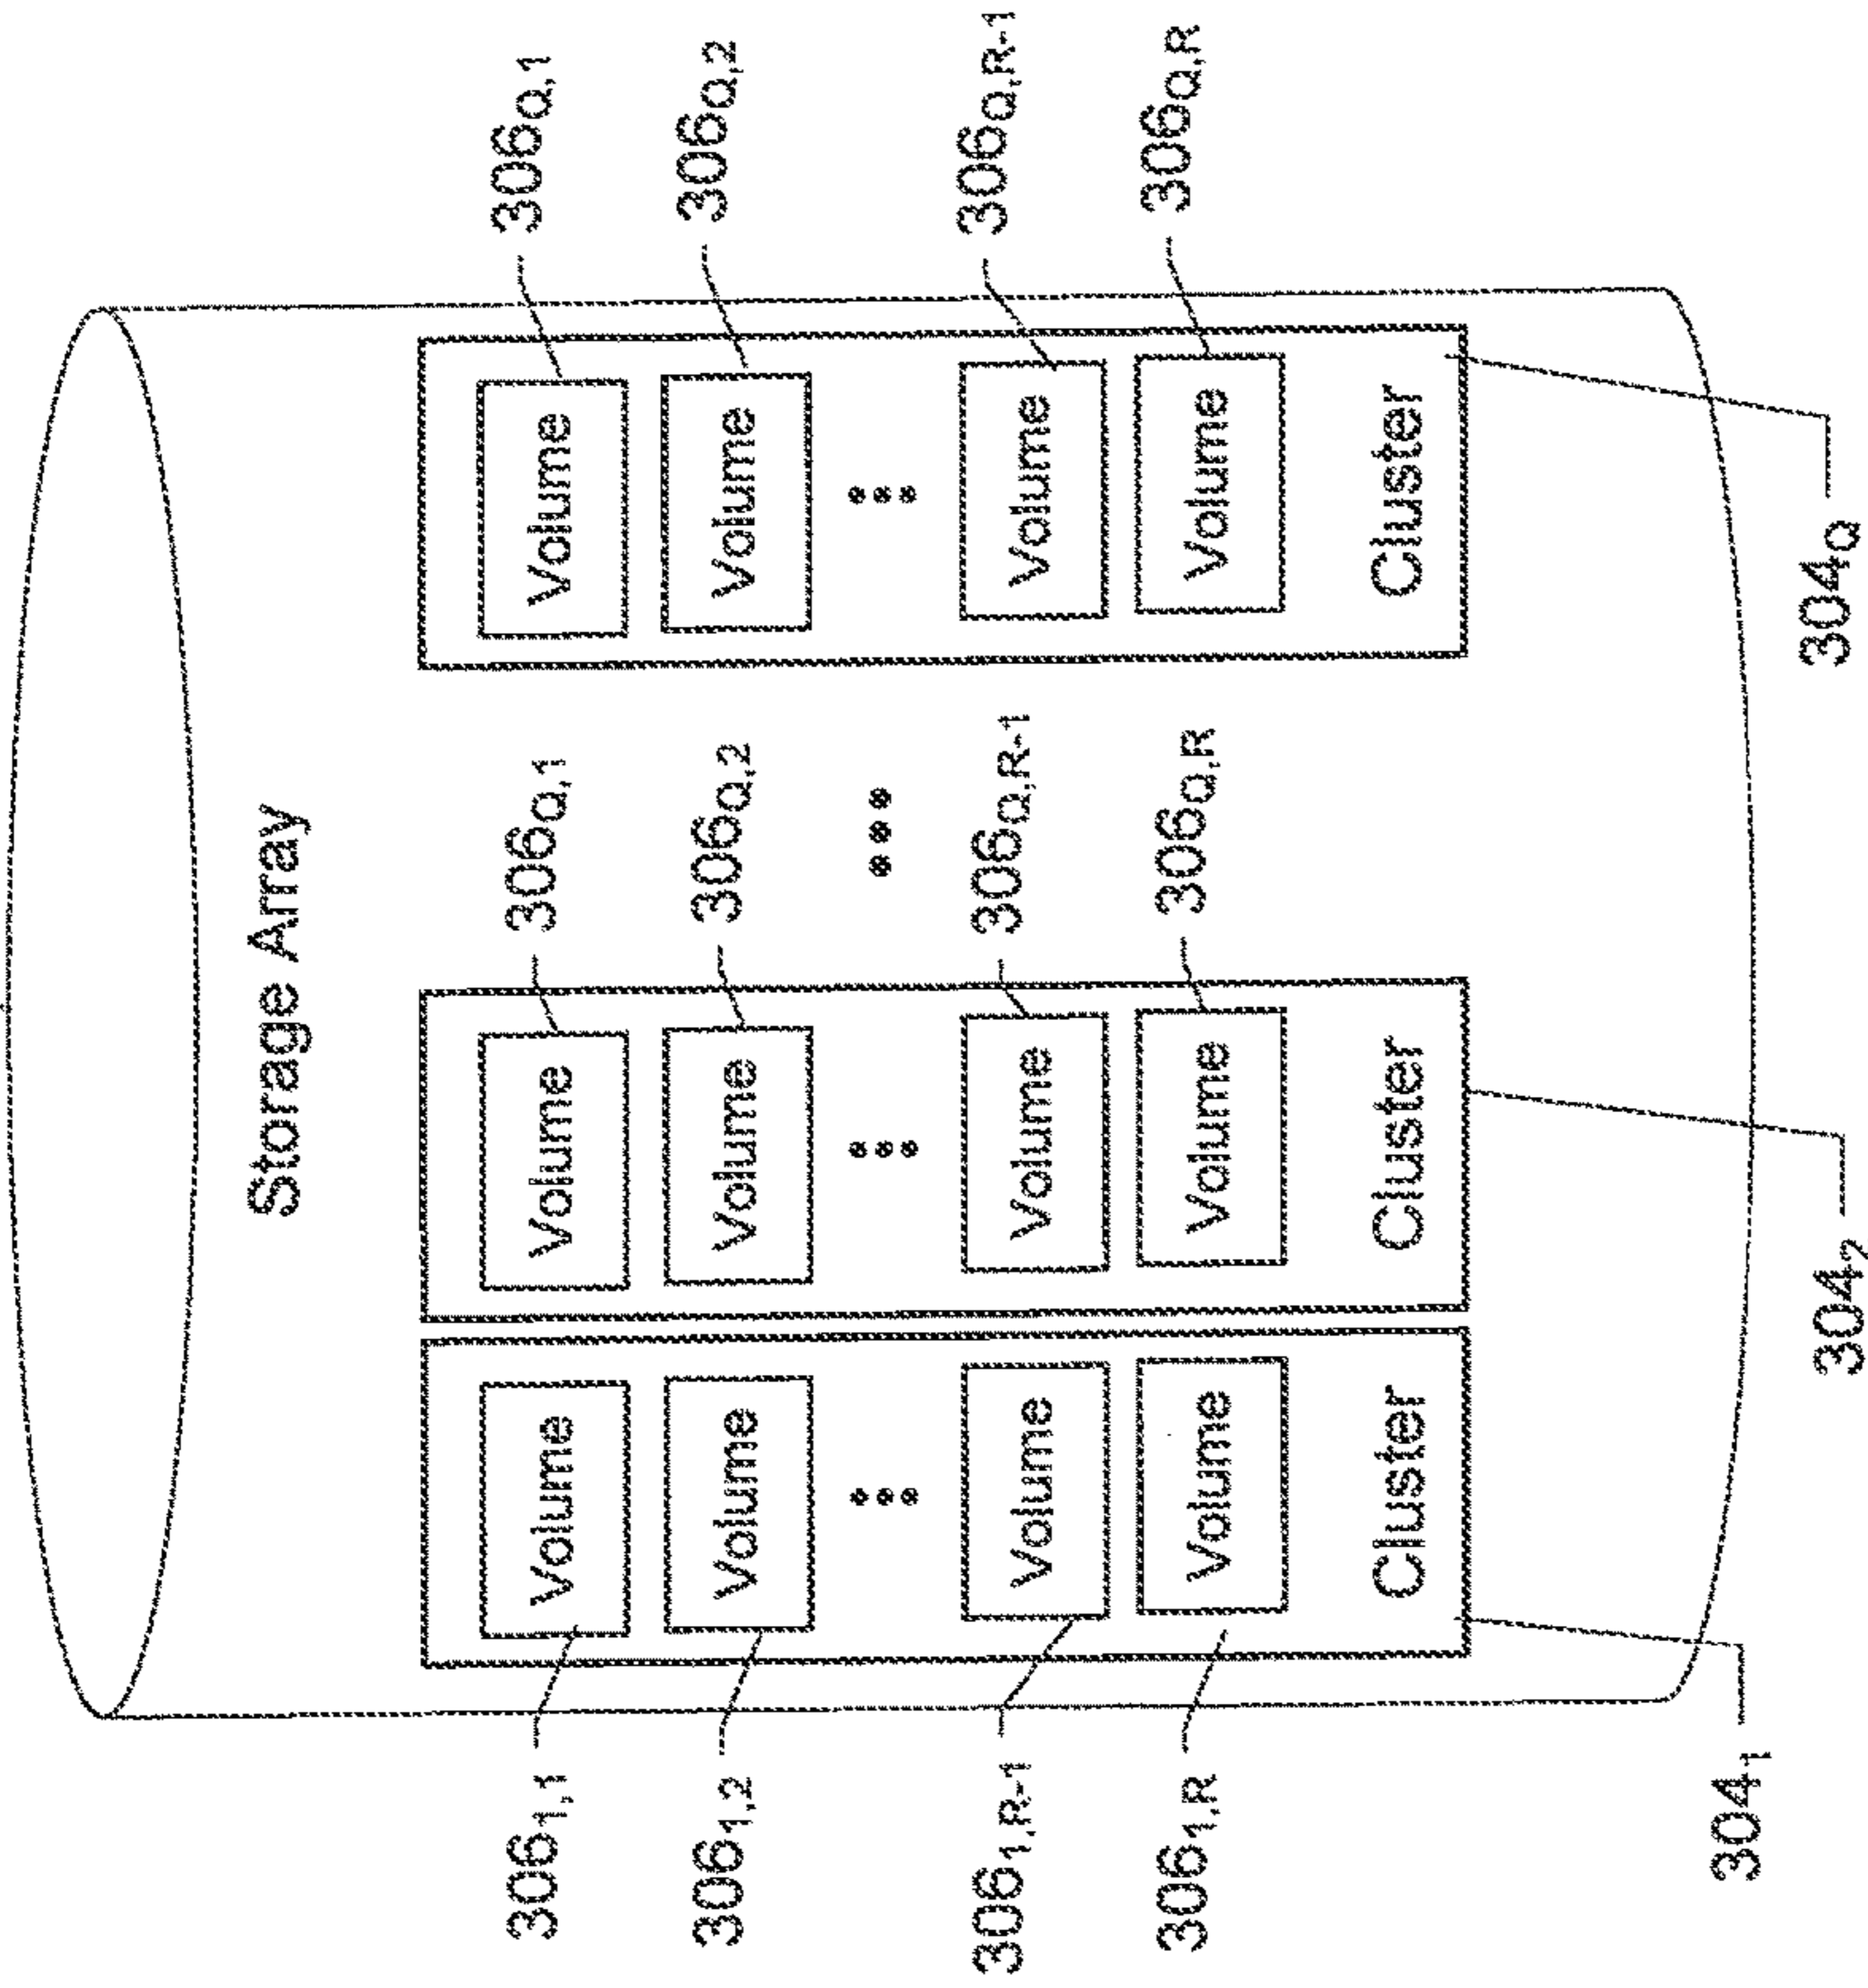 Storage Array
306Q,1
306Q,1
306Q,2
306Q,2
306Q,R-1
306Q,R-1
306Q,R
306Q,R
Volume
Volume
Volume
Volume
Cluster
Volume
Volume
Volume
Volume
Cluster
Volume
Volume
Volume
Volume
Cluster
3061,1
3061,2
3061,R-1
3061,R
3041
3042
304Q